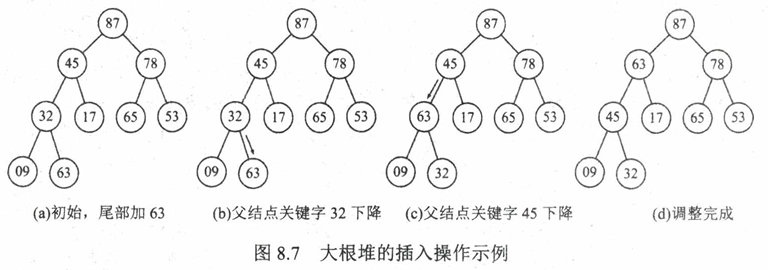 87 87 87 87
45 78 45 78 45 78 63 78
32 17 65 53 32 17 65 53 63 17 65 53 45 17 65 53
09 63 09 63 09 32 09 32
(a)初始，尾部加 63 (b)父结点关键字 32 下降 (c)父结点关键字 45 下降 (d)调整完成
图 8.7 大根堆的插入操作示例